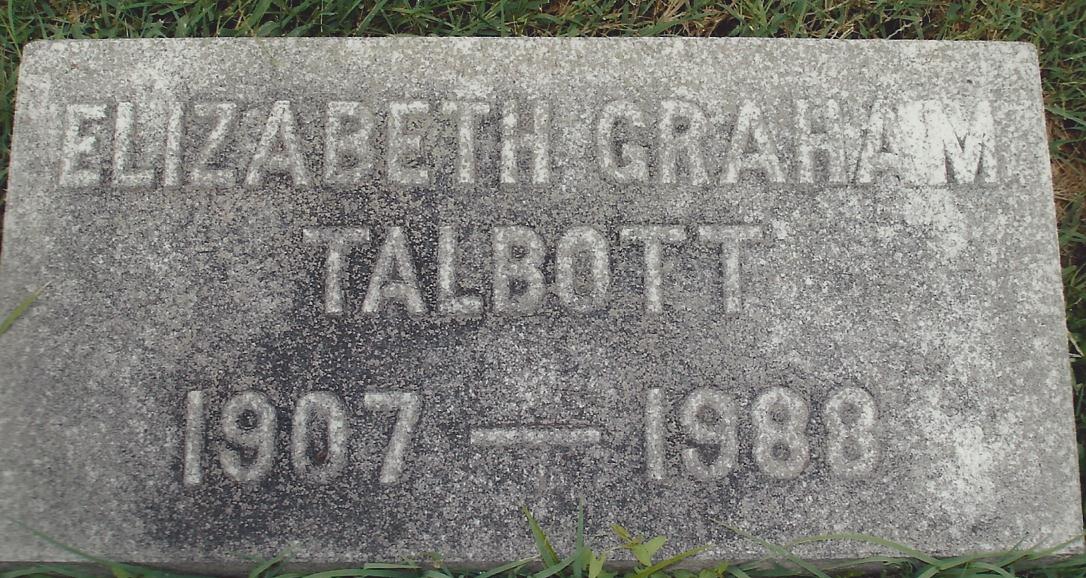 ELIZABETH GRAHAM
TALBOTT
1907 — 1988